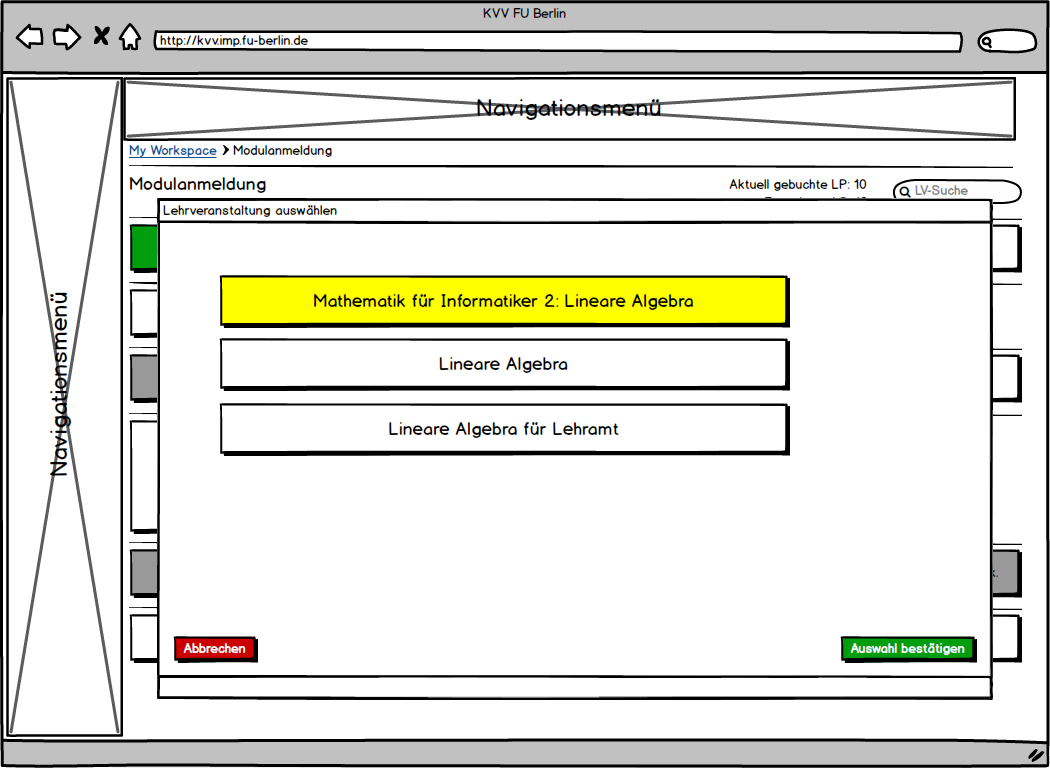 KVV FU Berlin
http://kvv.imp.fu-berlin.de
Navigationsmenü
Navigationsmenü
My Workspace > Modulanmeldung
Modulanmeldung
Aktuell gebuchte LP: 10
LV-Suche
Lehrveranstaltung auswählen
Mathematik für Informatiker 2: Lineare Algebra
Lineare Algebra
Lineare Algebra für Lehramt
Abbrechen
Auswahl bestätigen